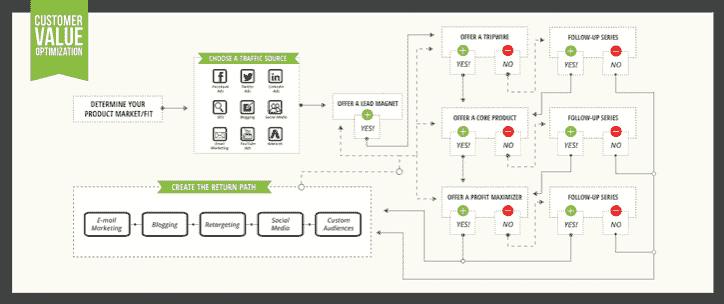 CUSTOMER
VALUE
OPTIMIZATION
DETERMINE YOUR
PRODUCT MARKET/FIT
CHOOSE A TRAFFIC SOURCE
Facebook
Ads
Twitter
Ads
LinkedIn
Ads
SEO
Blogging
Social Media
Email
Marketing
YouTube
Ads
Adwords
OFFER A LEAD MAGNET
YES!
OFFER A TRIPWIRE
YES!
NO
FOLLOW-UP SERIES
YES!
NO
OFFER A CORE PRODUCT
YES!
NO
FOLLOW-UP SERIES
YES!
NO
OFFER A PROFIT MAXIMIZER
YES!
NO
FOLLOW-UP SERIES
YES!
NO
CREATE THE RETURN PATH
E-mail
Marketing
Blogging
Retargeting
Social
Media
Custom
Audiences